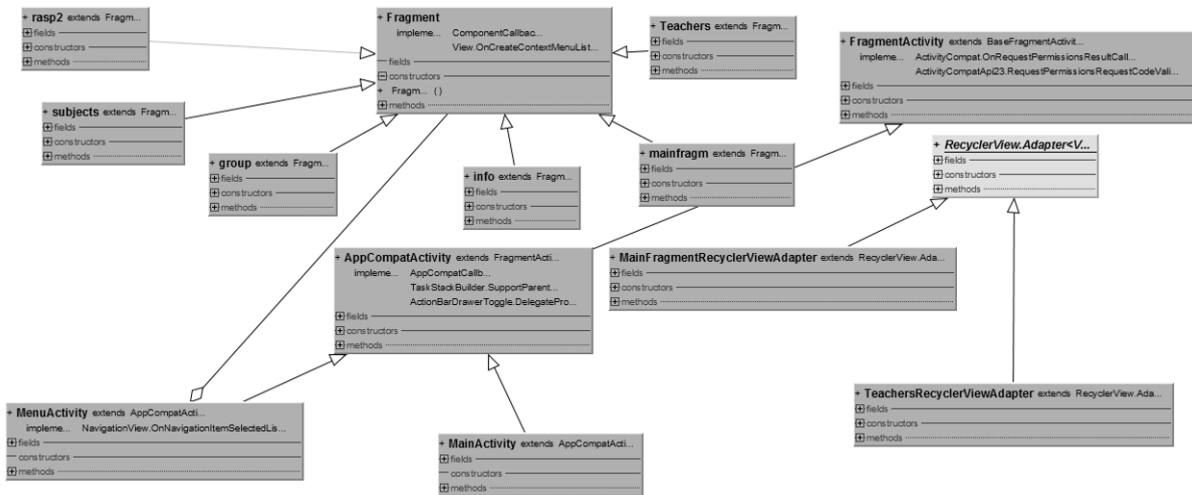 + rasp2 extends Fragm...
fields
constructors
methods
+ Fragment
impleme... ComponentCallbac...
View.OnCreateContextMenuList...
fields
constructors
+ Fragm... ( )
methods
+ Teachers extends Fragm...
fields
constructors
methods
+ FragmentActivity extends BaseFragmentActivit...
impleme... ActivityCompat.OnRequestPermissionsResultCall...
ActivityCompatApi23.RequestPermissionsRequestCodeVali...
fields
constructors
methods
+ subjects extends Fragm...
fields
constructors
methods
+ group extends Fragm...
fields
constructors
methods
+ info extends Fragm...
fields
constructors
methods
+ mainfragm extends Fragm...
fields
constructors
methods
+ RecyclerView.Adapter<V...
fields
constructors
methods
+ AppCompatActivity extends FragmentActi...
impleme... AppCompatCallb...
TaskStackBuilder.SupportParent...
ActionBarDrawerToggle.DelegatePro...
fields
constructors
methods
+ MainFragmentRecyclerViewAdapter extends RecyclerView.Ada...
fields
constructors
methods
+ MenuActivity extends AppCompatActi...
impleme... NavigationView.OnNavigationItemSelectedLis...
fields
constructors
methods
+ MainActivity extends AppCompatActi...
fields
constructors
methods
+ TeachersRecyclerViewAdapter extends RecyclerView.Ada...
fields
constructors
methods